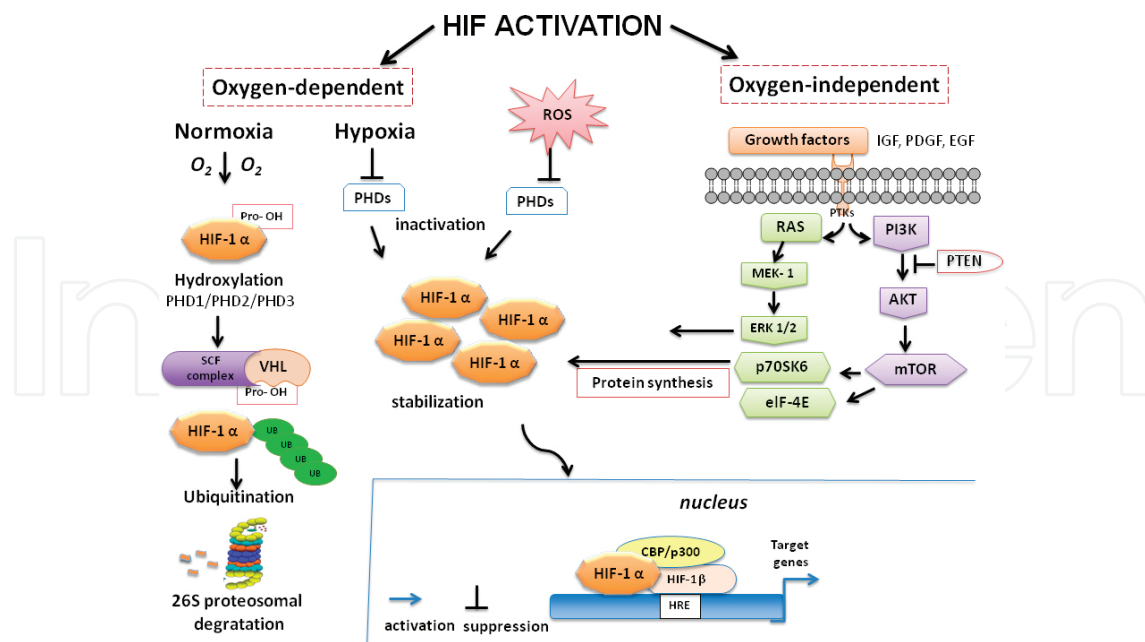 HIF ACTIVATION
Oxygen-dependent
Oxygen-independent
Normoxia
O2 O2
Hypoxia
ROS
PHDs
PHDs
inactivation
Pro- OH
HIF-1 α
Hydroxylation
PHD1/PHD2/PHD3
SCF
complex
VHL
Pro- OH
HIF-1 α
UB
UB
UB
UB
Ubiquitination
26S proteosomal
degratation
HIF-1 α
HIF-1 α
HIF-1 α
HIF-1 α
stabilization
Growth factors
IGF, PDGF, EGF
PTKs
RAS
PI3K
MEK- 1
PTEN
AKT
ERK 1/2
p70SK6
mTOR
eIF-4E
Protein synthesis
nucleus
CBP/p300
HIF-1 α
HIF-1 β
HRE
Target
genes
activation
suppression